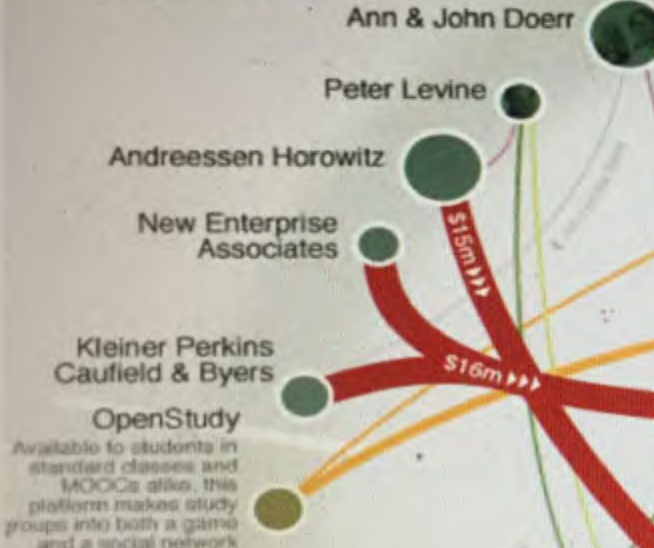 Ann & John Doerr
Peter Levine
Andreessen Horowitz
New Enterprise
Associates
$15m
Kleiner Perkins
Caufield & Byers
$16m
OpenStudy
Available to students in
standard classes and
MOOCs alike, this
platform makes study
groups into both a game
and a social network